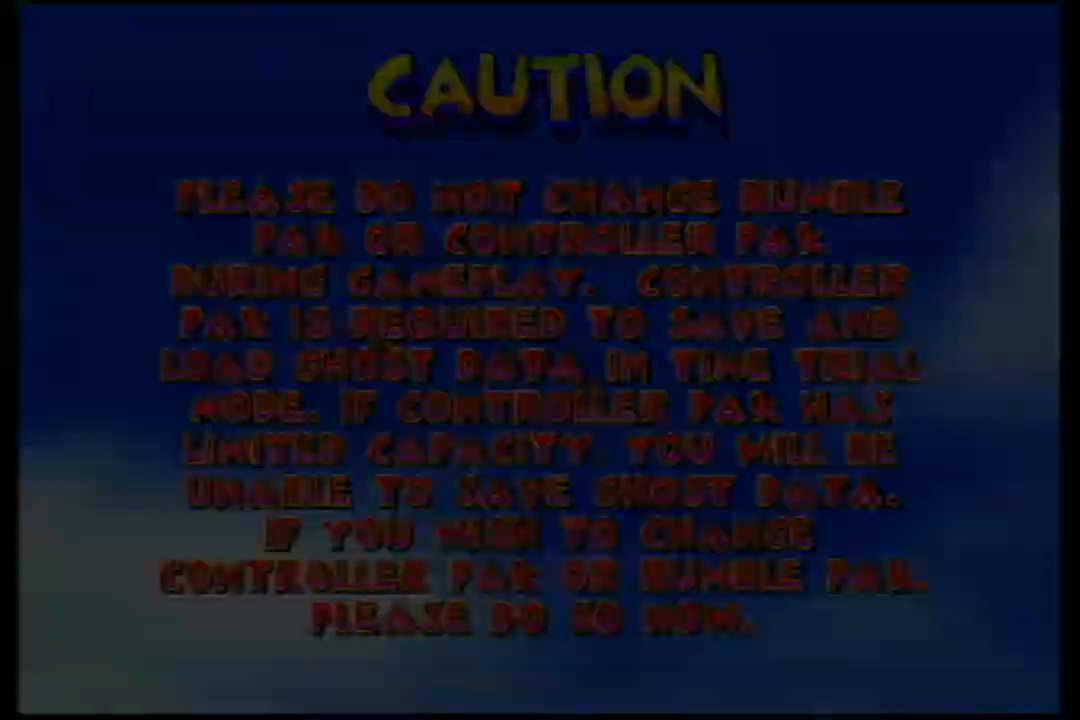 CAUTION
PLEASE DO NOT CHANGE RUMBLE
PAK OR CONTROLLER PAK
DURING GAMEPLAY. CONTROLLER
PAK IS REQUIRED TO SAVE AND
LOAD GHOST DATA IN TIME TRIAL
MODE. IF CONTROLLER PAK HAS
LIMITED CAPACITY, YOU WILL BE
UNABLE TO SAVE GHOST DATA.
IF YOU WISH TO CHANGE
CONTROLLER PAK OR RUMBLE PAK,
PLEASE DO SO NOW.